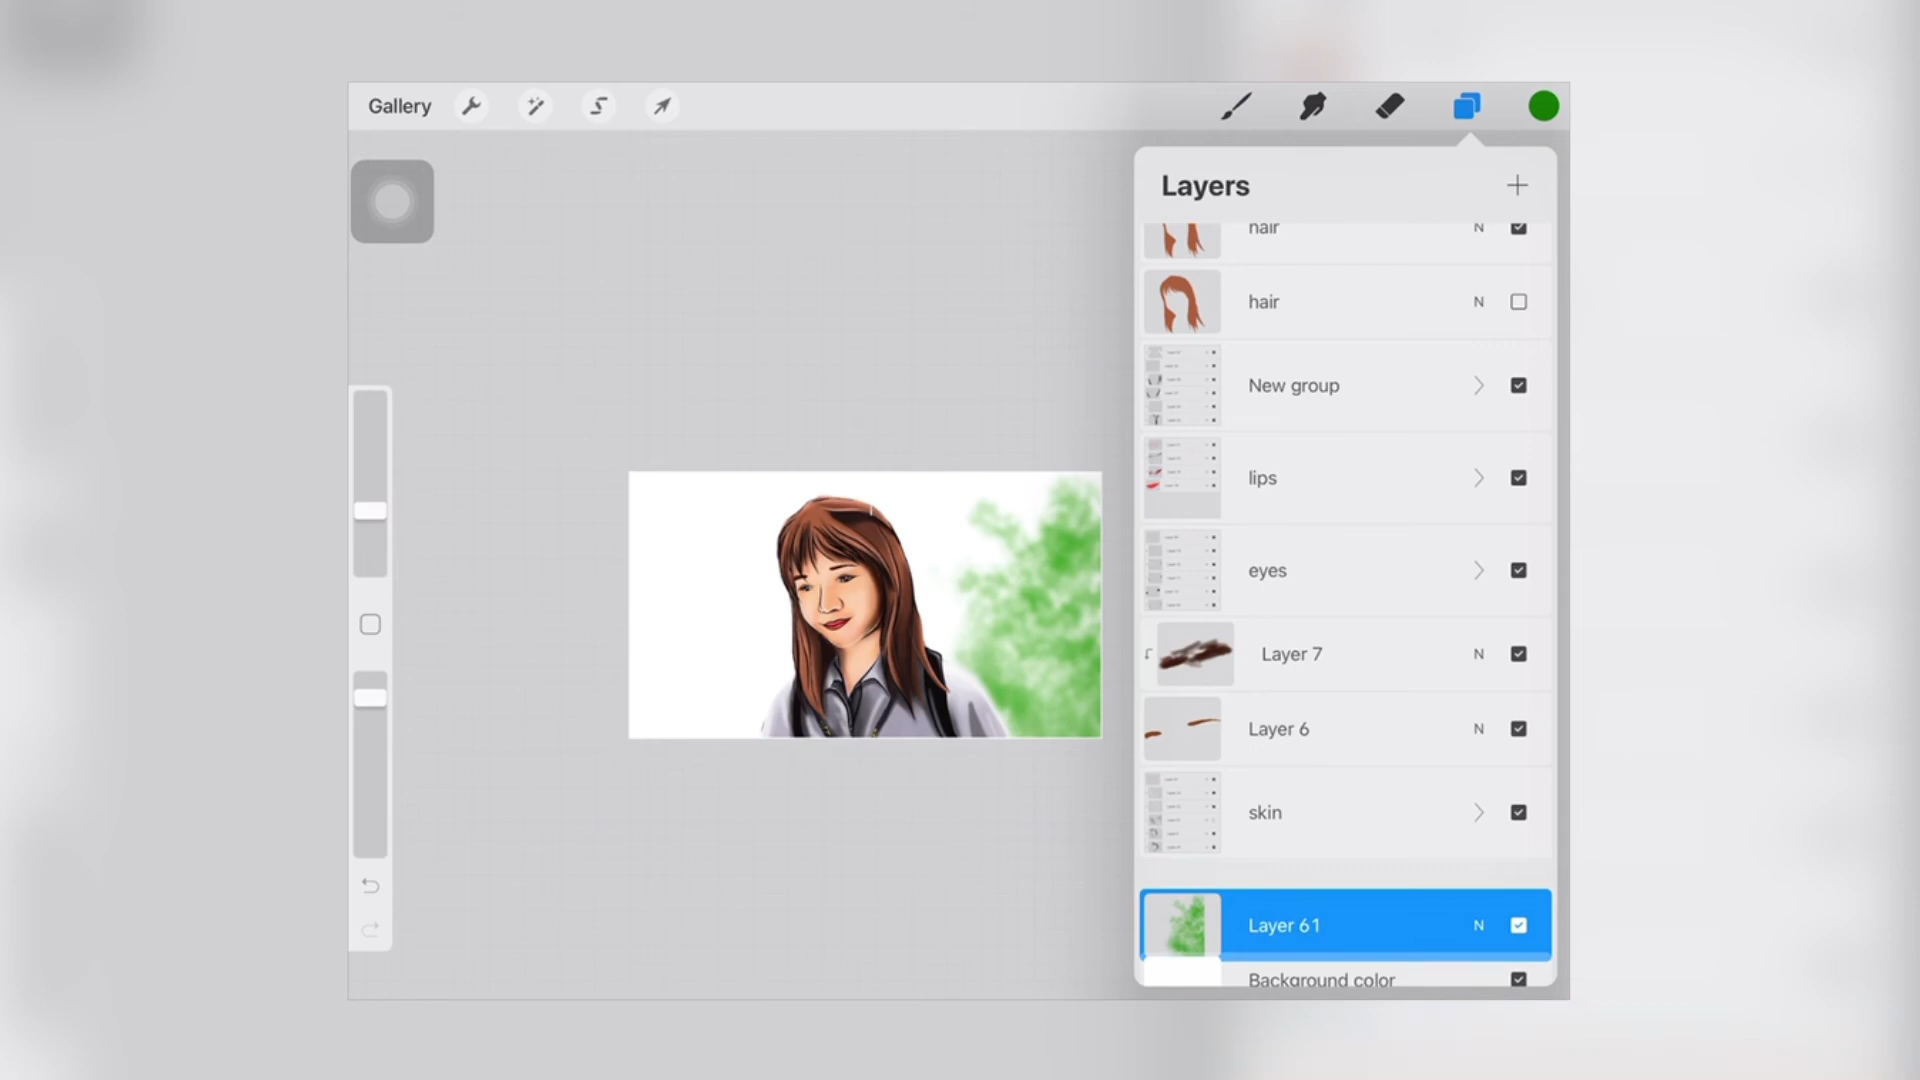 Gallery
Layers
hair N
hair N
New group
lips
eyes
Layer 7 N
Layer 6 N
skin
Layer 61 N
Background color